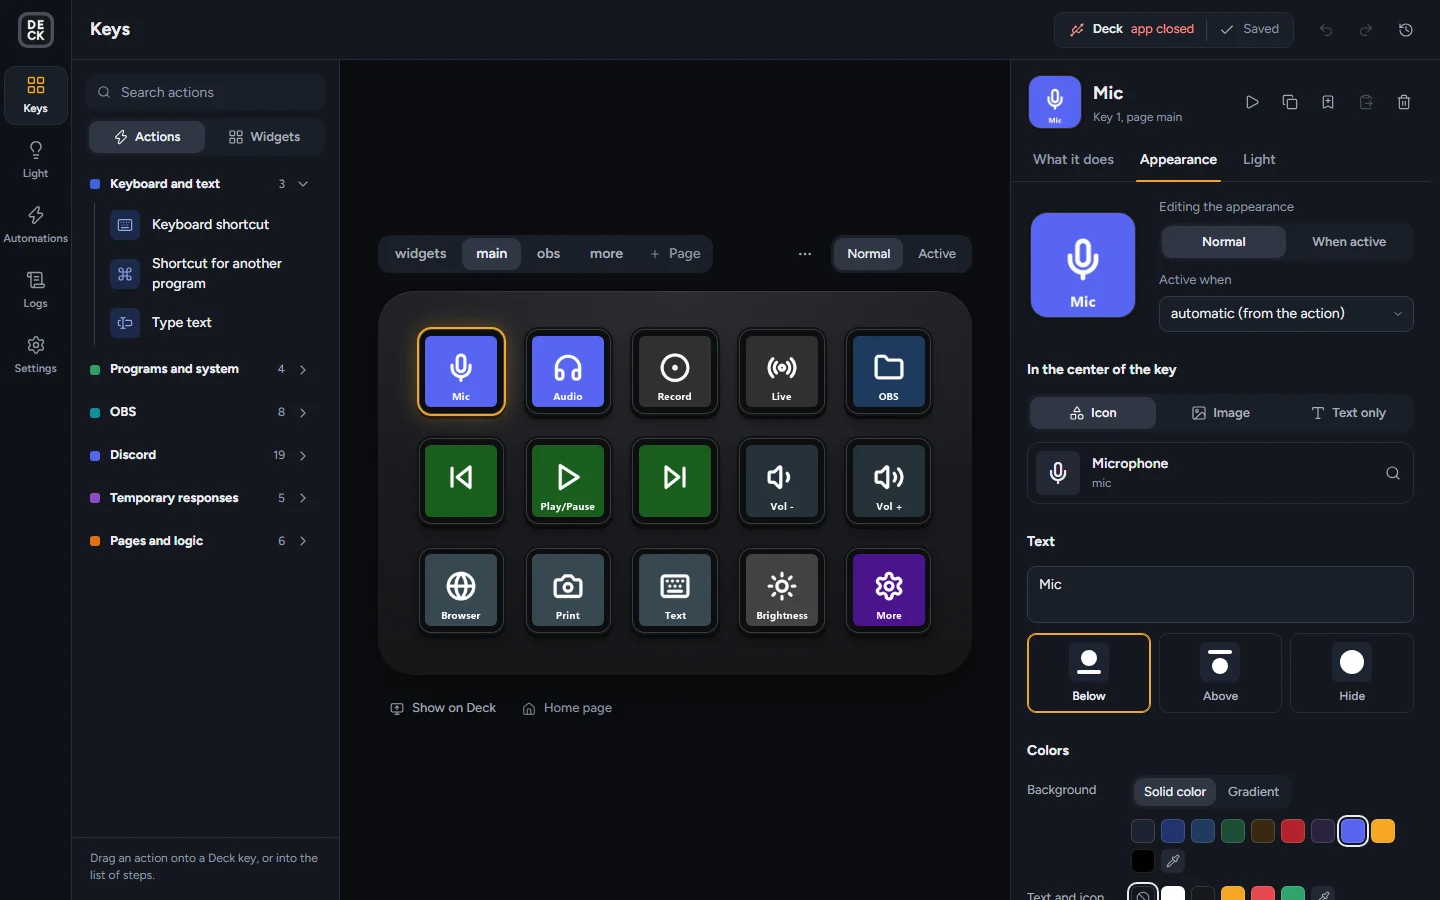 DECK
Keys
Deck app closed
Saved
Keys
Light
Automations
Logs
Settings
Search actions
Actions
Widgets
Keyboard and text 3
Keyboard shortcut
Shortcut for another
program
Type text
Programs and system 4
OBS 8
Discord 19
Temporary responses 5
Pages and logic 6
Drag an action onto a Deck key, or into the
list of steps.
widgets main obs more + Page
... Normal Active
Mic Audio Record Live OBS
Play/Pause Vol - Vol +
Browser Print Text Brightness More
Show on Deck Home page
Mic
Mic
Key 1, page main
What it does Appearance Light
Mic
Editing the appearance
Normal When active
Active when
automatic (from the action)
In the center of the key
Icon Image Text only
Microphone
mic
Text
Mic
Below Above Hide
Colors
Background Solid color Gradient
Text and icon